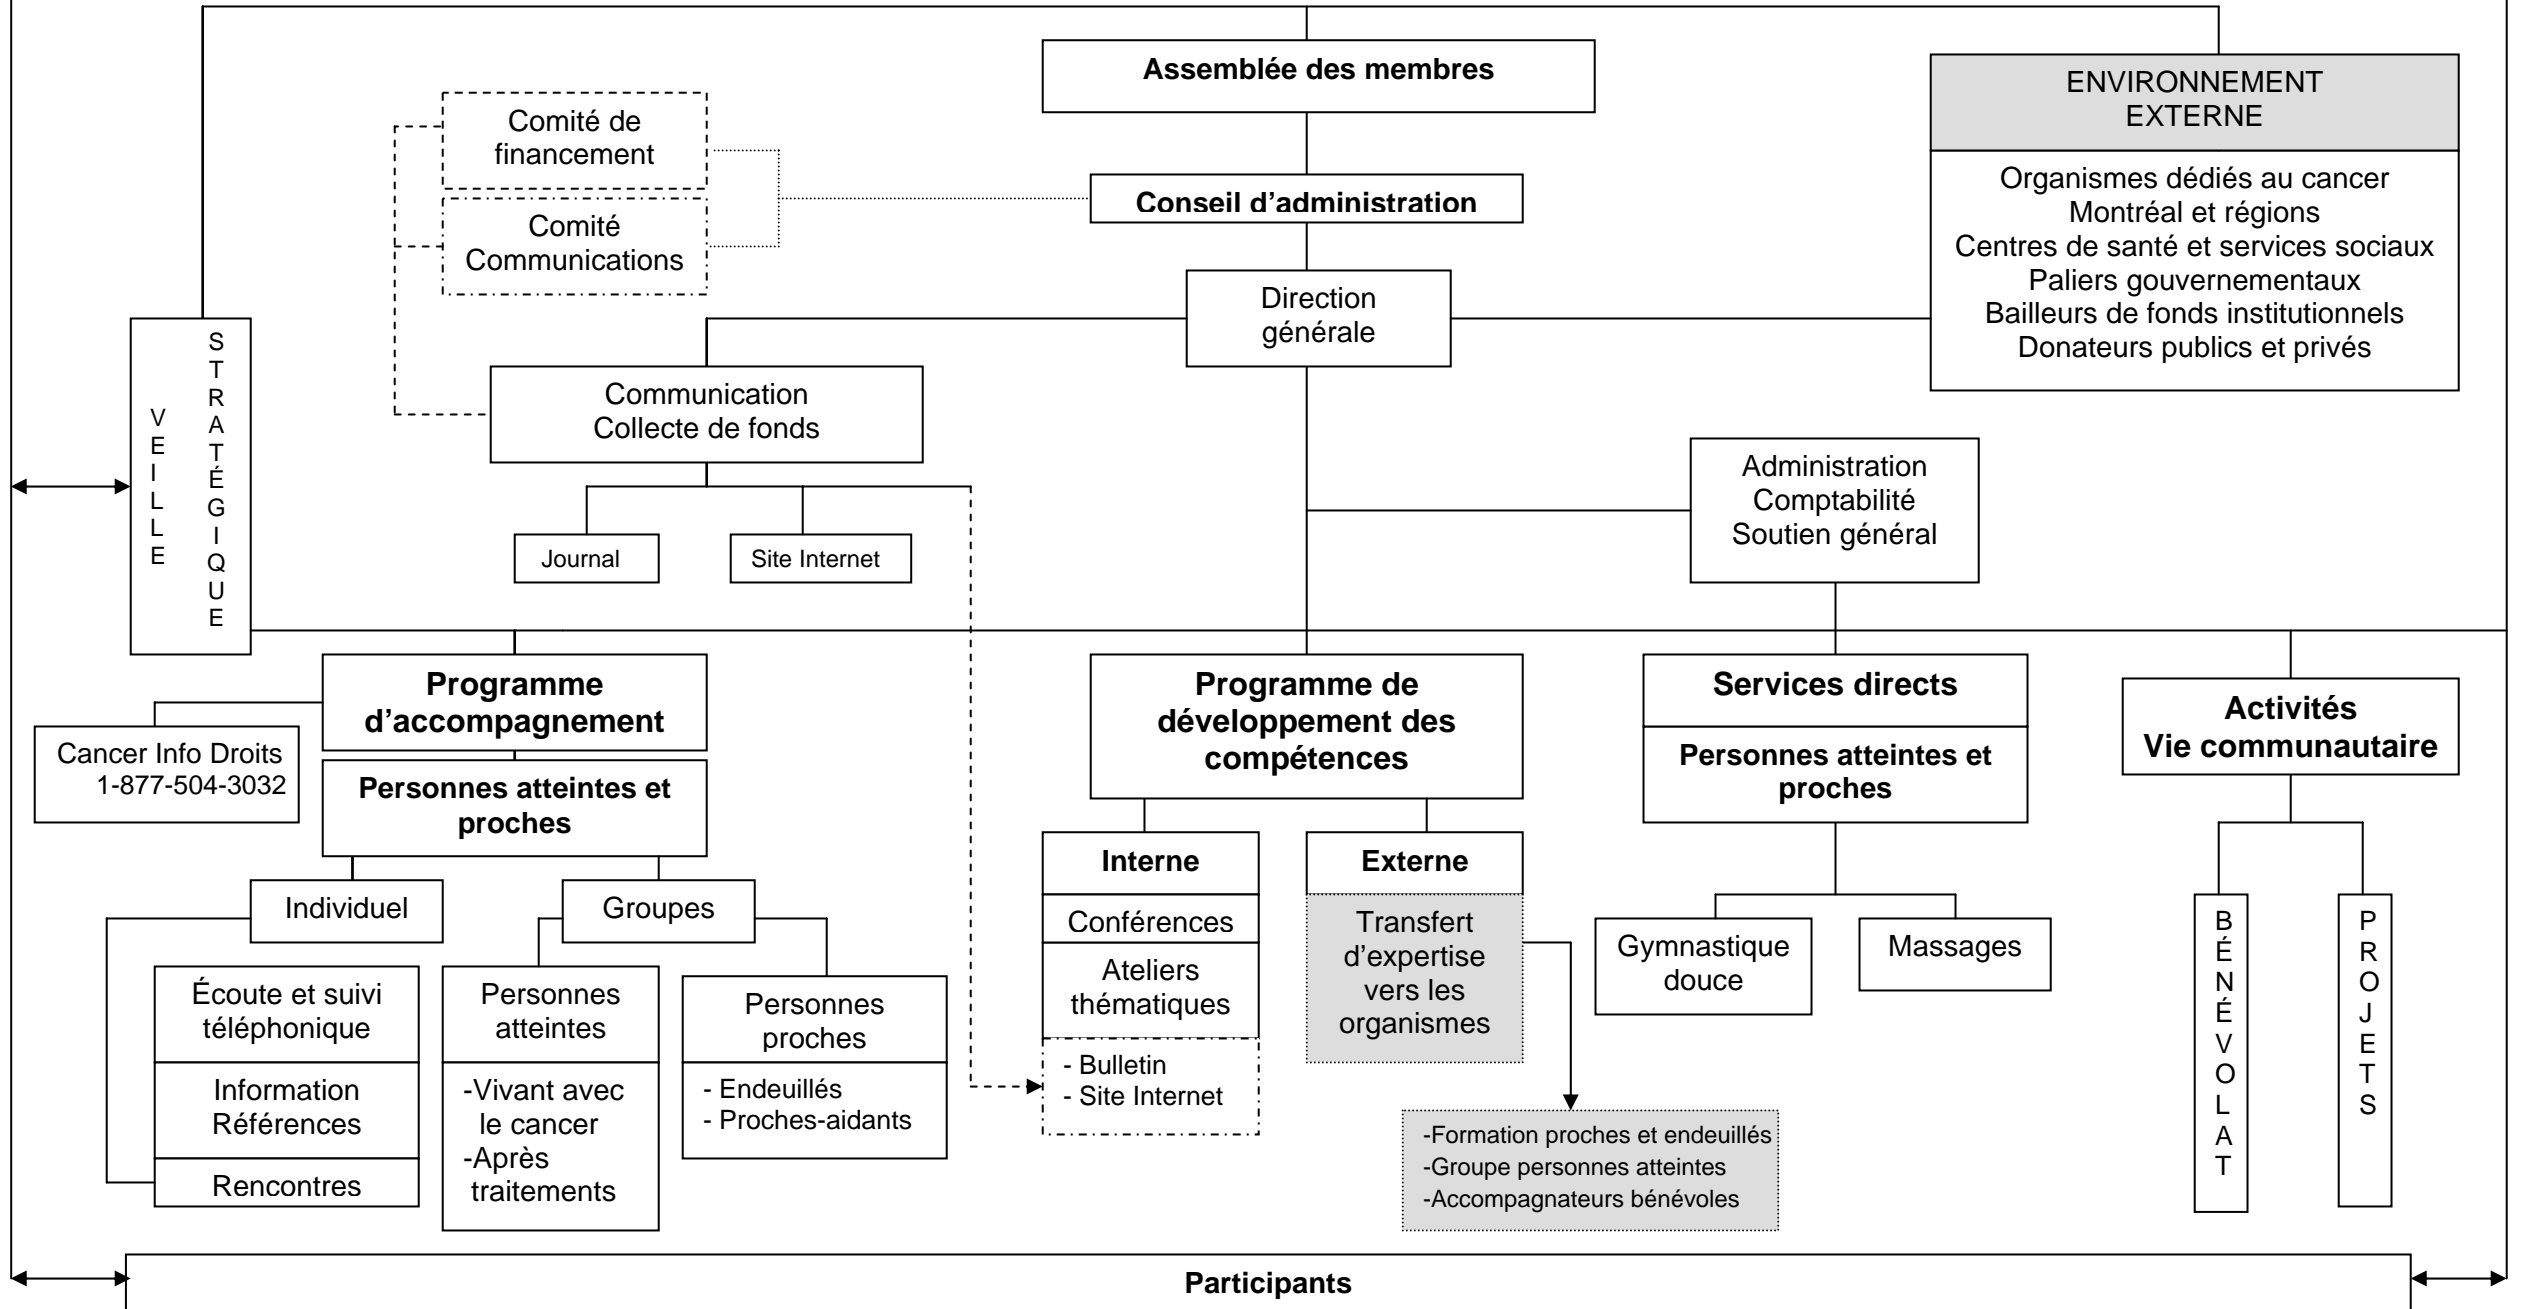 Assemblée des membres
ENVIRONNEMENT
EXTERNE
Organismes dédiés au cancer
Montréal et régions
Centres de santé et services sociaux
Paliers gouvernementaux
Bailleurs de fonds institutionnels
Donateurs publics et privés
Comité de
financement
Comité
Communications
Conseil d’administration
Direction
générale
VEILLE
STRATÉGIQUE
Communication
Collecte de fonds
Journal
Site Internet
Administration
Comptabilité
Soutien général
Programme
d’accompagnement
Cancer Info Droits
1-877-504-3032
Personnes atteintes et
proches
Individuel
Groupes
Écoute et suivi
téléphonique
Information
Références
Rencontres
Personnes
atteintes
-Vivant avec
le cancer
-Après
traitements
Personnes
proches
- Endeuillés
- Proches-aidants
Programme de
développement des
compétences
Interne
Conférences
Ateliers
thématiques
- Bulletin
- Site Internet
Externe
Transfert
d’expertise
vers les
organismes
-Formation proches et endeuillés
-Groupe personnes atteintes
-Accompagnateurs bénévoles
Services directs
Personnes atteintes et
proches
Gymnastique
douce
Massages
Activités
Vie communautaire
BÉNÉVOLAT
PROJETS
Participants